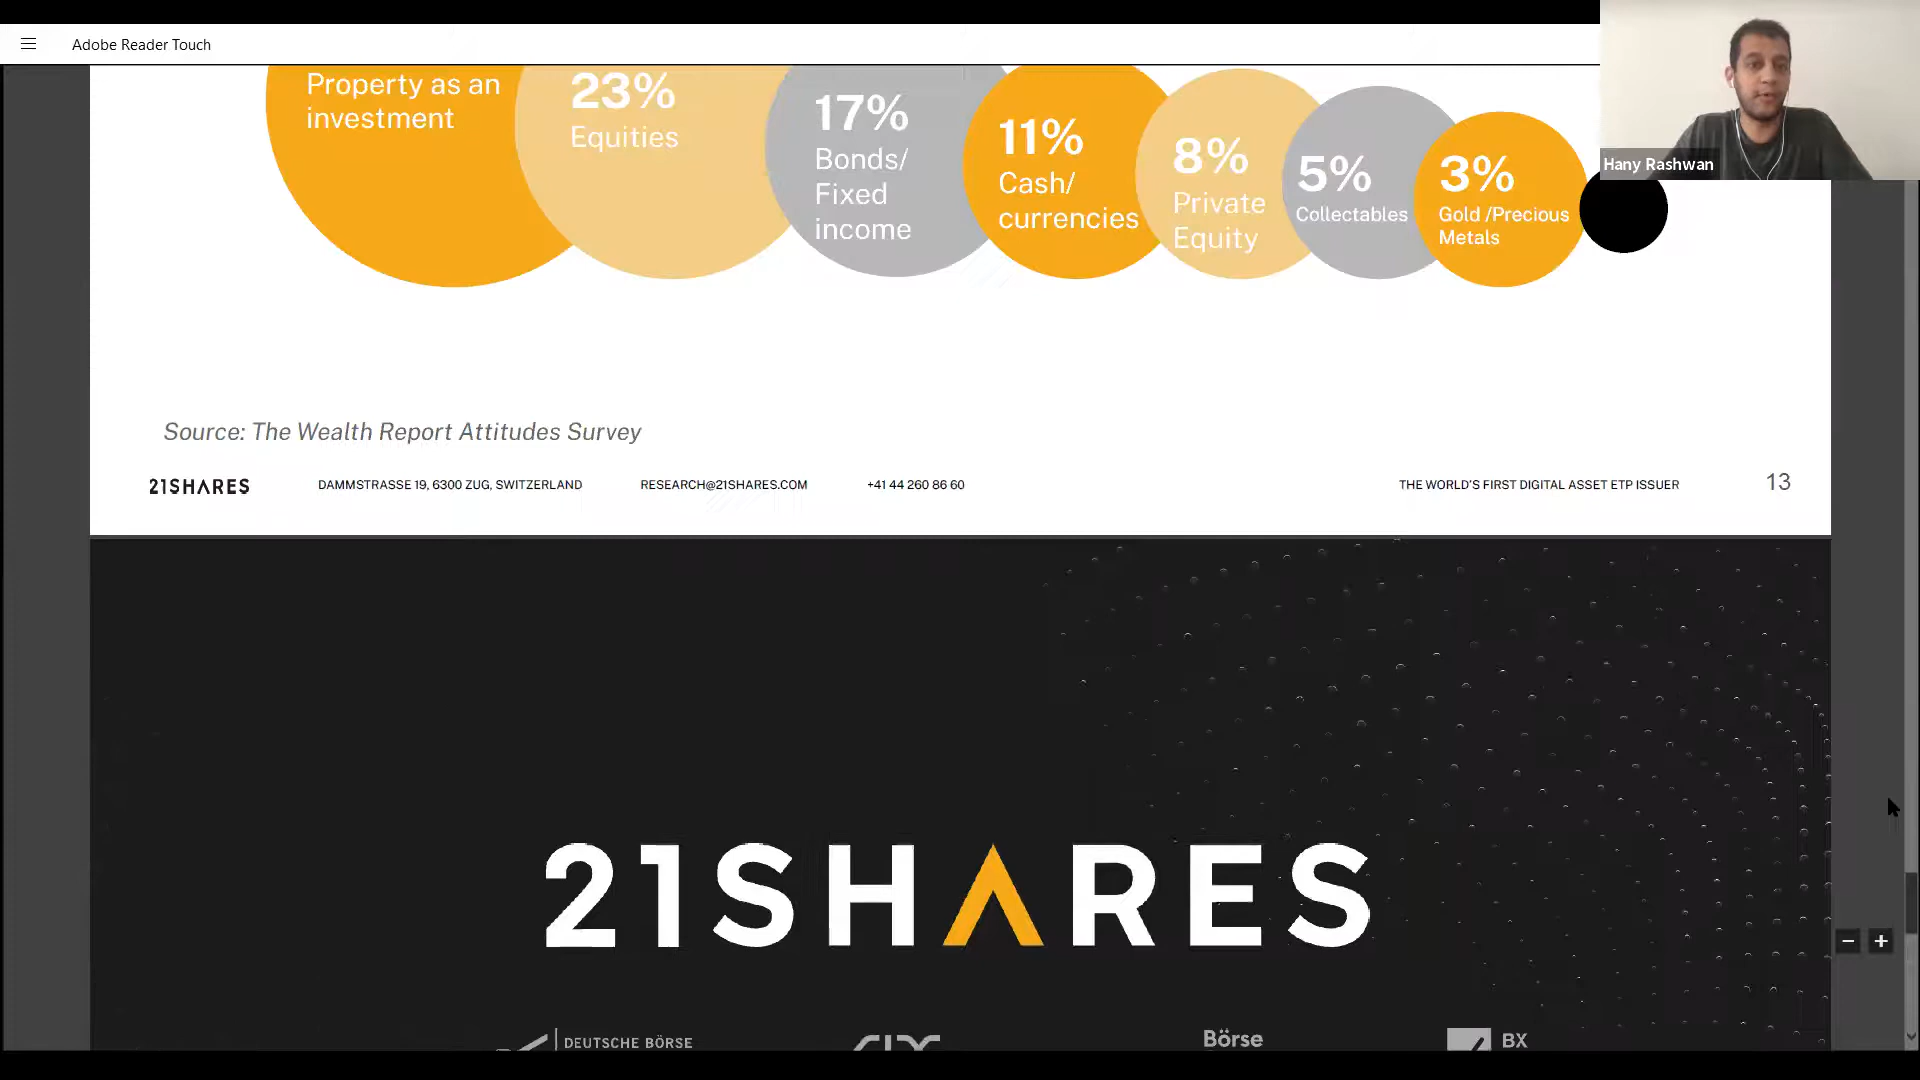 Adobe Reader Touch
Property as an
investment
23%
Equities
17%
Bonds/
Fixed
income
11%
Cash/
currencies
8%
Private
Equity
5%
Collectables
3%
Gold /Precious
Metals
Hany Rashwan
Source: The Wealth Report Attitudes Survey
21SHARES
DAMMSTRASSE 19, 6300 ZUG, SWITZERLAND
RESEARCH@21SHARES.COM
+41 44 260 86 60
THE WORLD'S FIRST DIGITAL ASSET ETP ISSUER
13
21SHARES
DEUTSCHE BÖRSE
Börse
BX